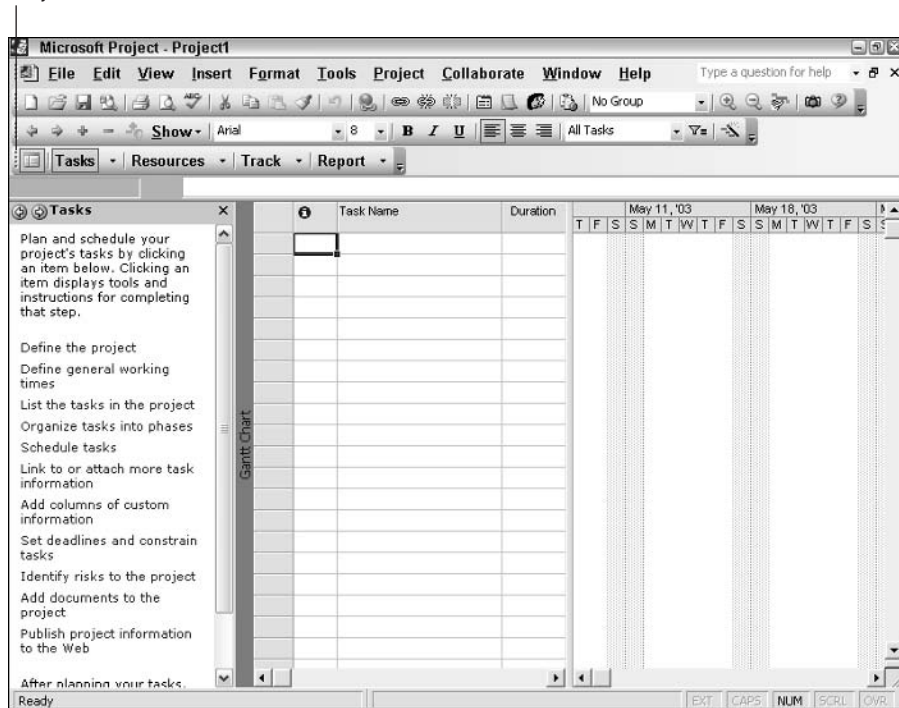 Microsoft Project - Project1
File Edit View Insert Format Tools Project Collaborate Window Help Type a question for help
No Group
Show Arial 8 B I U All Tasks
Tasks Resources Track Report
Tasks
Task Name Duration
May 11, '03 May 18, '03
T F S S M T W T F S S M T W T F S S
Plan and schedule your
project's tasks by clicking
an item below. Clicking an
item displays tools and
instructions for completing
that step.
Define the project
Define general working
times
List the tasks in the project
Organize tasks into phases
Schedule tasks
Link to or attach more task
information
Add columns of custom
information
Set deadlines and constrain
tasks
Identify risks to the project
Add documents to the
project
Publish project information
to the Web
After planning your tasks,
Gantt Chart
Ready EXT CAPS NUM SCRL OVR